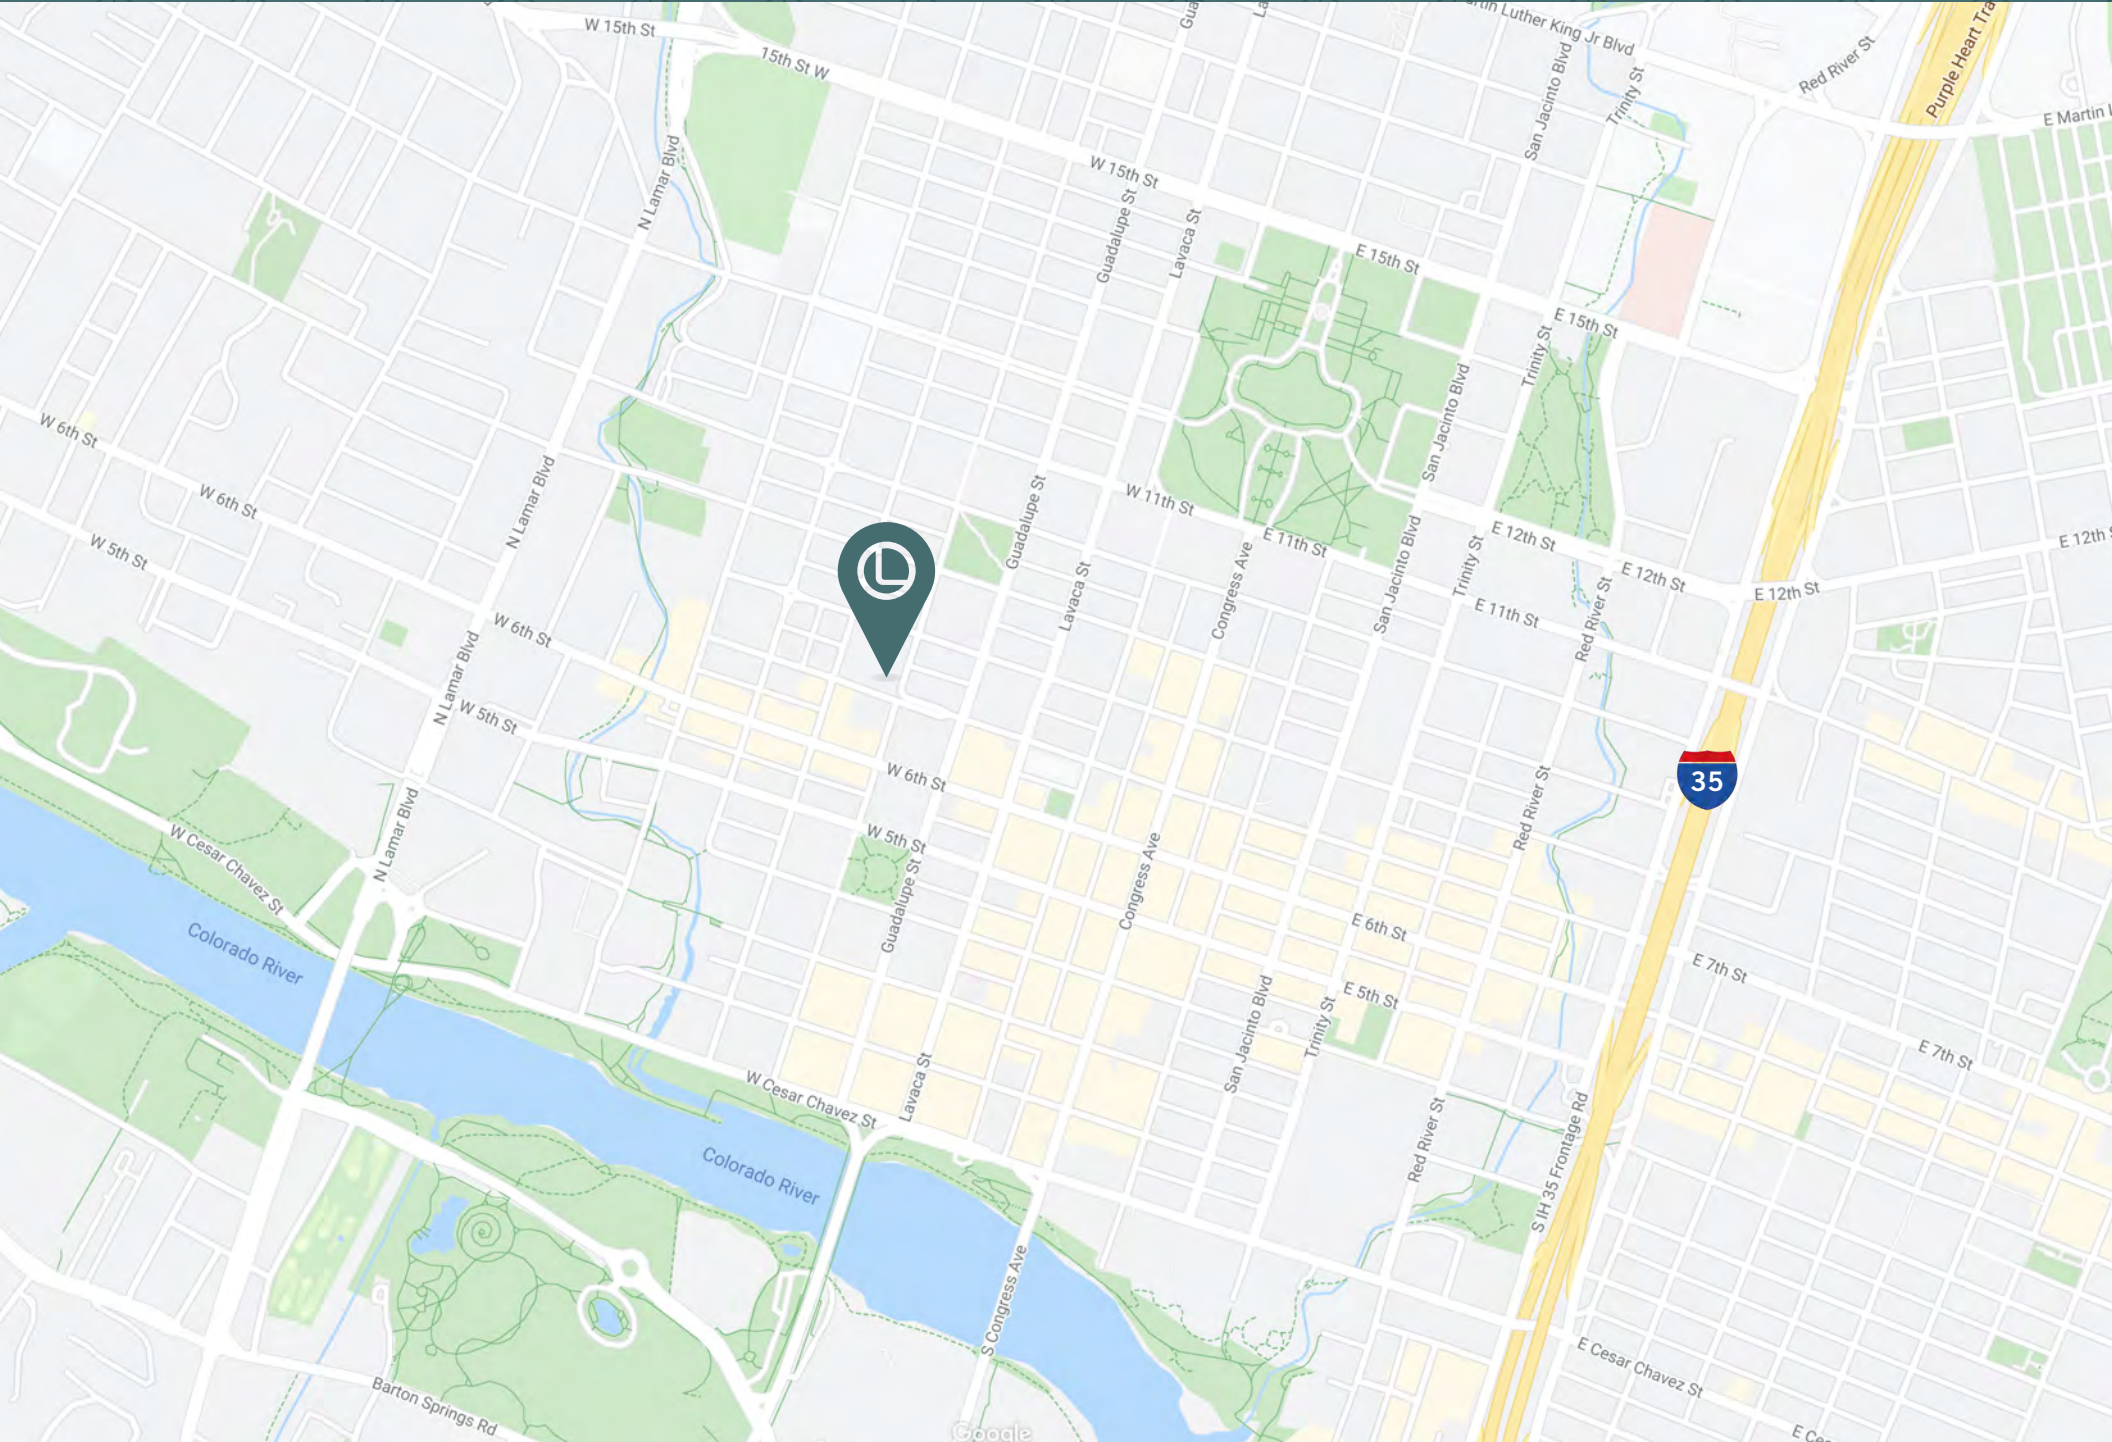 W 15th St
15th St W
Gua
La
rtin Luther King Jr Blvd
San Jacinto Blvd
Trinity St
Red River St
Purple Heart Tra
E Martin L
N Lamar Blvd
W 15th St
Guadalupe St
Lavaca St
E 15th St
E 15th St
Trinity St
San Jacinto Blvd
W 6th St
W 6th St
N Lamar Blvd
W 5th St
Guadalupe St
W 11th St
E 11th St
E 12th St
E 12th St
E 12th St
E 12th S
Lavaca St
Congress Ave
San Jacinto Blvd
Trinity St
E 11th St
Red River St
W 6th St
N Lamar Blvd
W 5th St
35
W 6th St
W 5th St
Red River St
N Lamar Blvd
W Cesar Chavez St
Guadalupe St
Congress Ave
E 6th St
E 7th St
Colorado River
E 5th St
San Jacinto Blvd
Trinity St
E 7th St
W Cesar Chavez St
Lavaca St
Red River St
S IH 35 Frontage Rd
Colorado River
S Congress Ave
E Cesar Chavez St
Barton Springs Rd
Google
E Ces